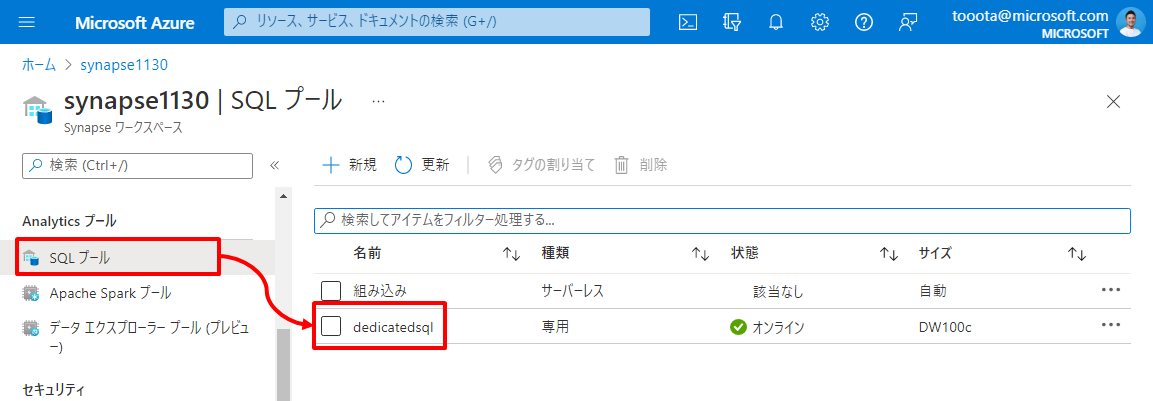 Microsoft Azure
リソース、サービス、ドキュメントの検索 (G+/)
tooota@microsoft.com
MICROSOFT
ホーム > synapse1130
synapse1130 | SQL プール ...
Synapse ワークスペース
検索 (Ctrl+/)
«
新規 更新 タグの割り当て 削除
Analytics プール
SQL プール
Apache Spark プール
データ エクスプローラー プール (プレビュー)
セキュリティ
検索してアイテムをフィルター処理する...
名前 種類 状態 サイズ
組み込み サーバーレス 該当なし 自動
dedicatedsql 専用 オンライン DW100c